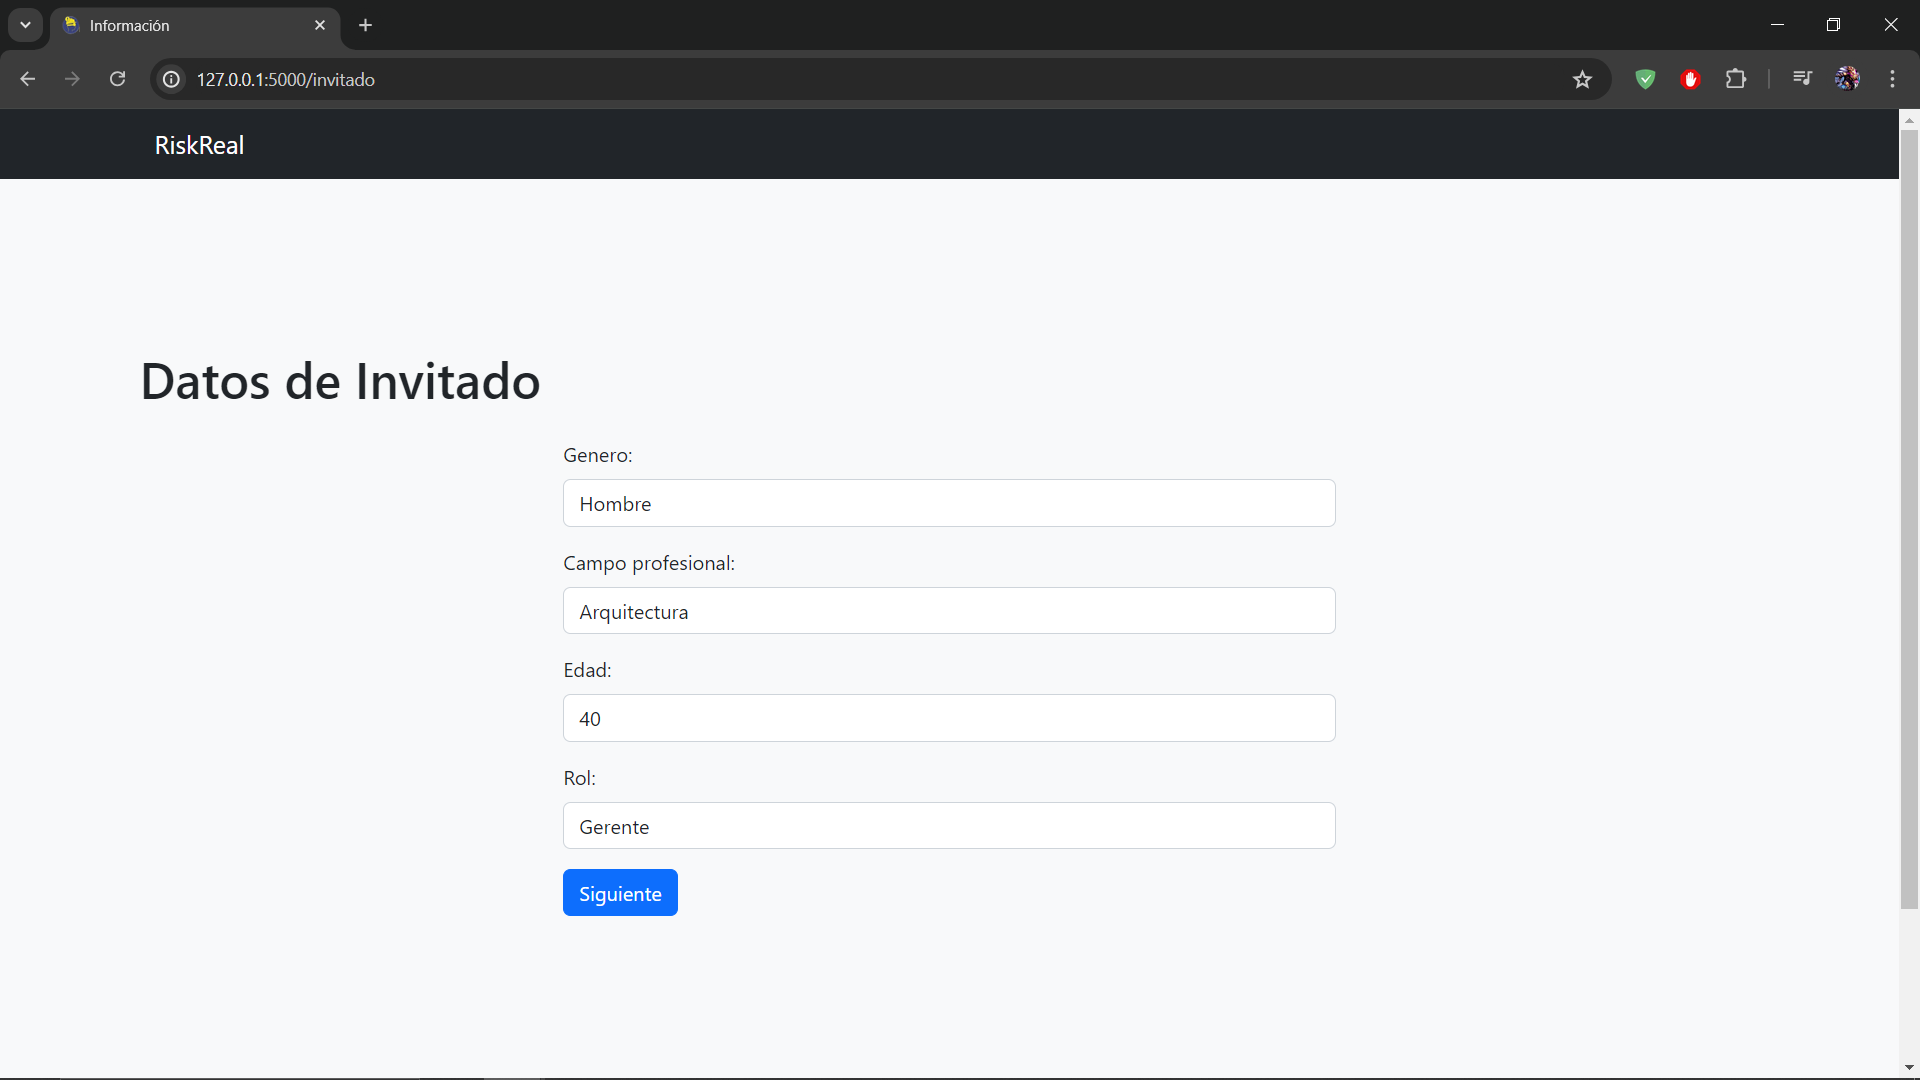 Información
127.0.0.1:5000/invitado
RiskReal
Datos de Invitado
Genero:
Hombre
Campo profesional:
Arquitectura
Edad:
40
Rol:
Gerente
Siguiente